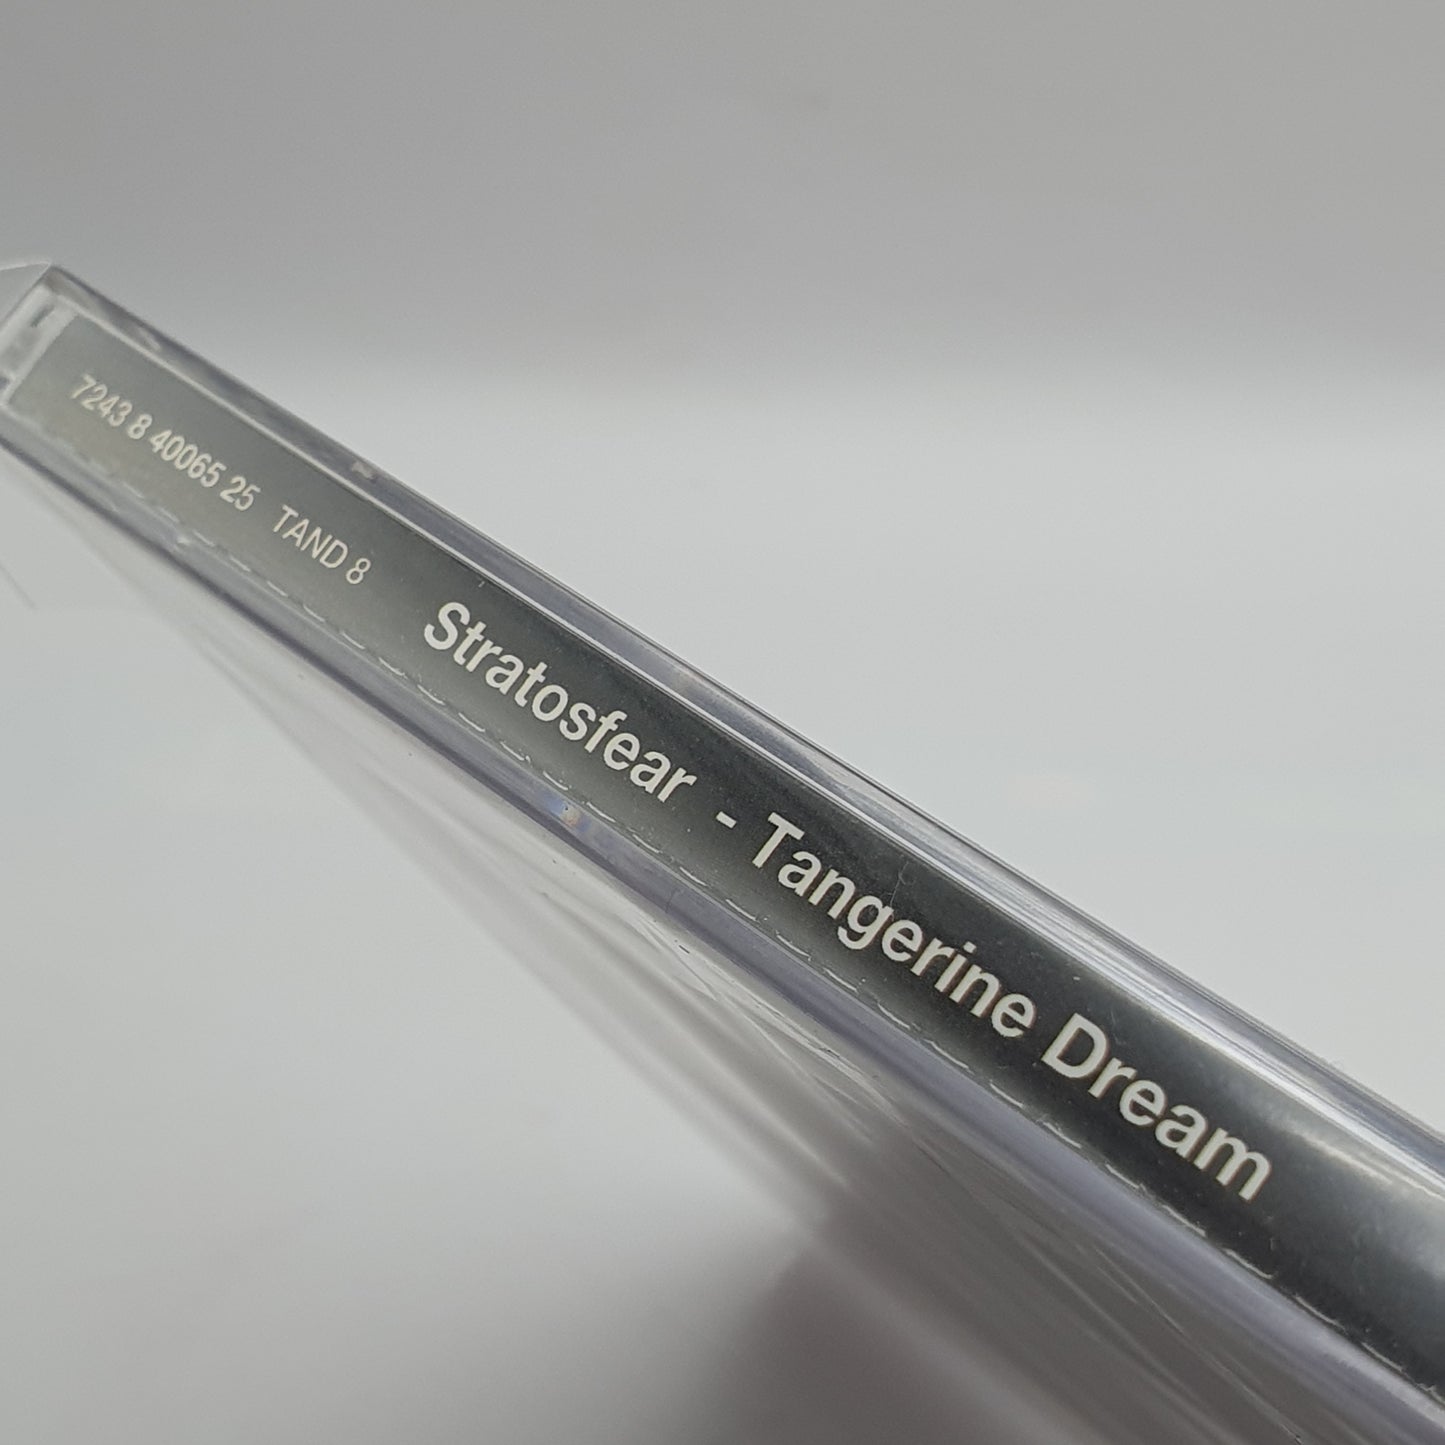 7243 8 40065 25 TAND 8 Stratosfear - Tangerine Dream